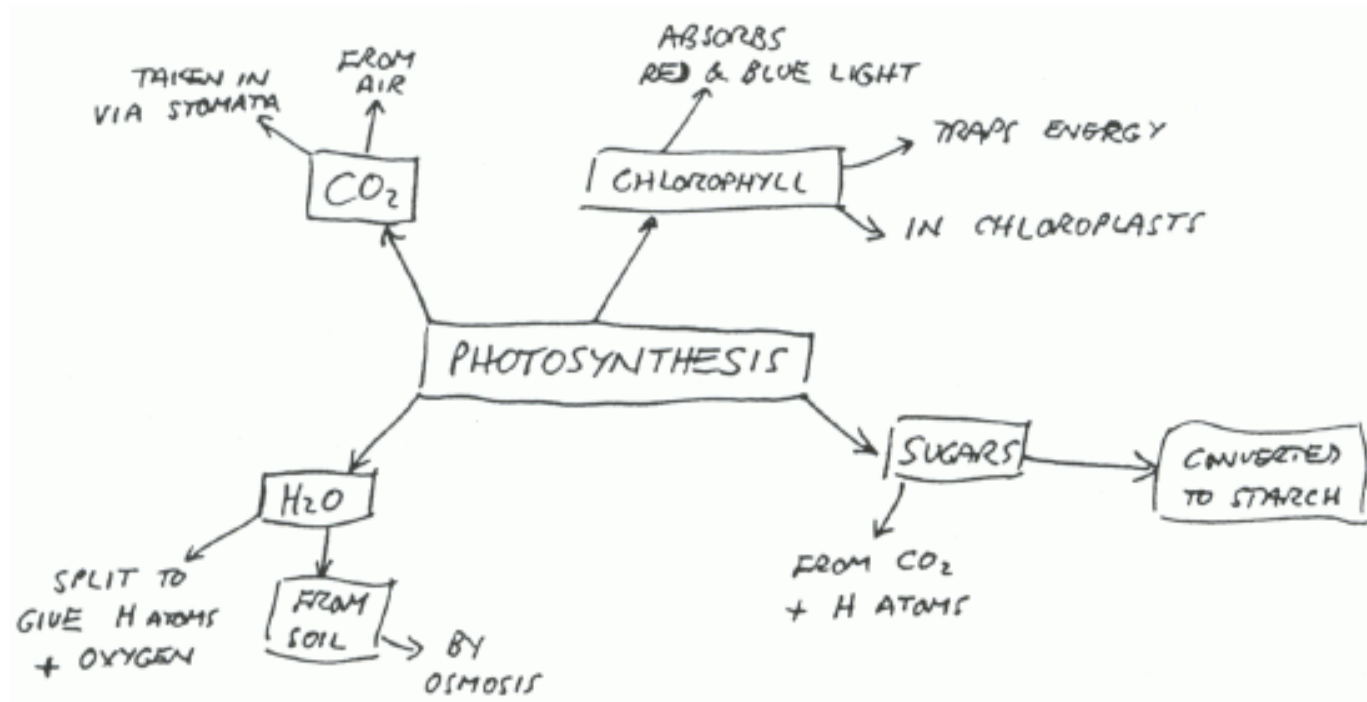 TAKEN IN
VIA STOMATA
FROM
AIR
CO₂
ABSORBS
RED & BLUE LIGHT
CHLOROPHYLL
TRAPS ENERGY
IN CHLOROPLASTS
PHOTOSYNTHESIS
H₂O
SPLIT TO
GIVE H ATOMS
+ OXYGEN
FROM
SOIL
BY
OSMOSIS
SUGARS
FROM CO₂
+ H ATOMS
CONVERTED
TO STARCH